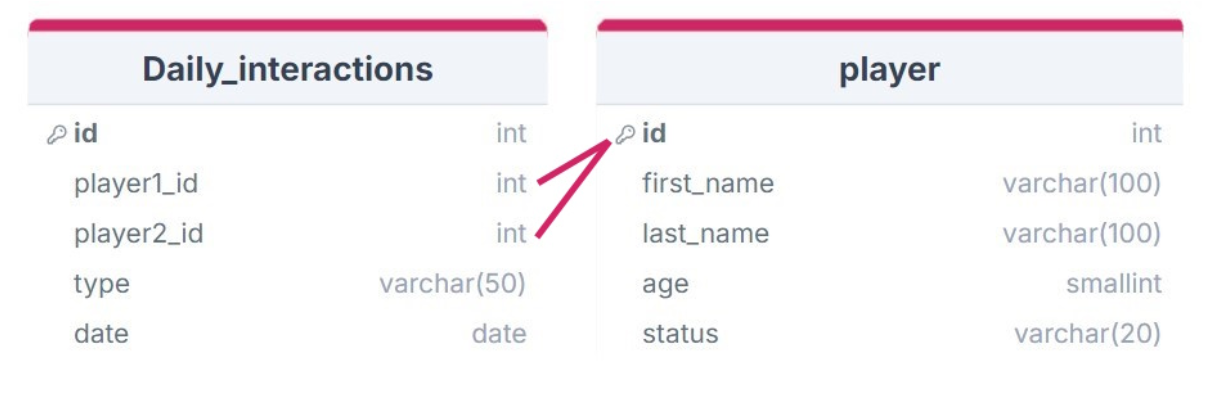 Daily_interactions
id int
player1_id int
player2_id int
type varchar(50)
date date
player
id int
first_name varchar(100)
last_name varchar(100)
age smallint
status varchar(20)